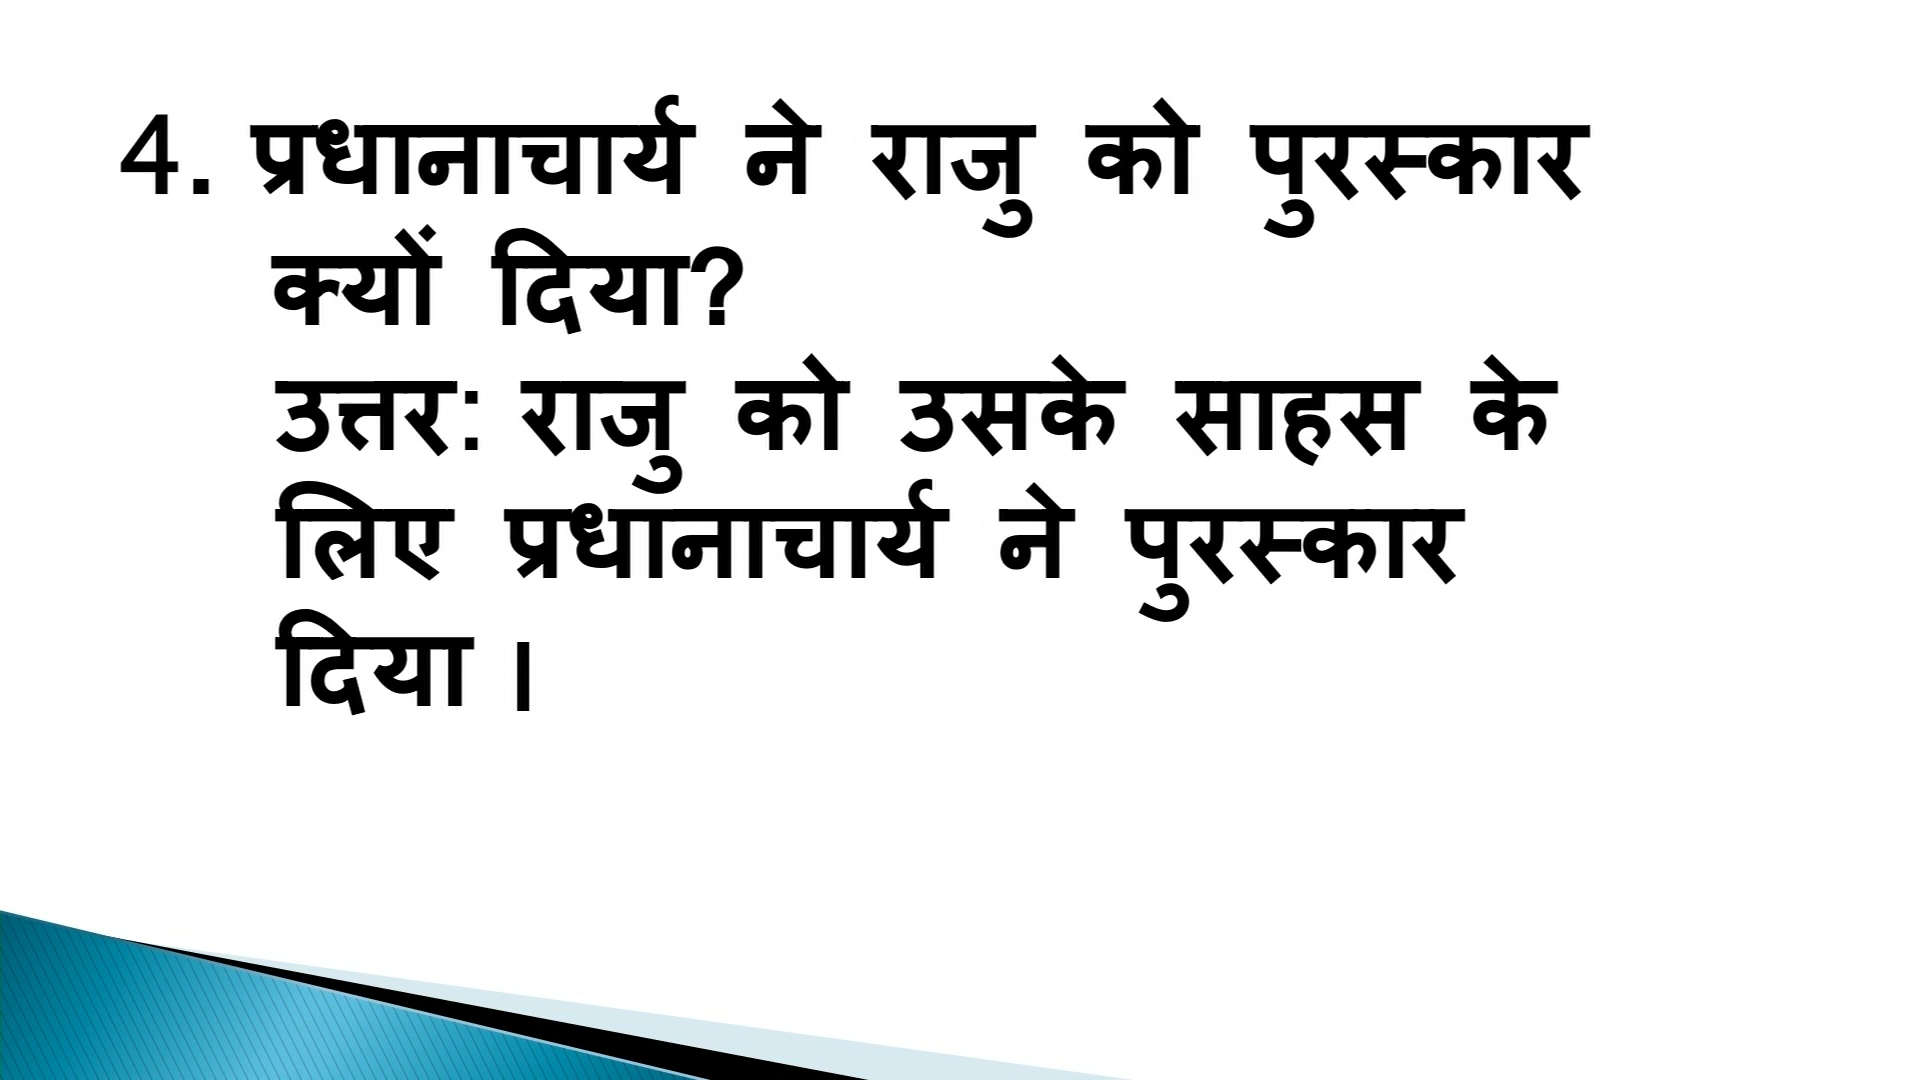 4. प्रधानाचार्य ने राजु को पुरस्कार
क्यों दिया?
उत्तर: राजु को उसके साहस के
लिए प्रधानाचार्य ने पुरस्कार
दिया ।